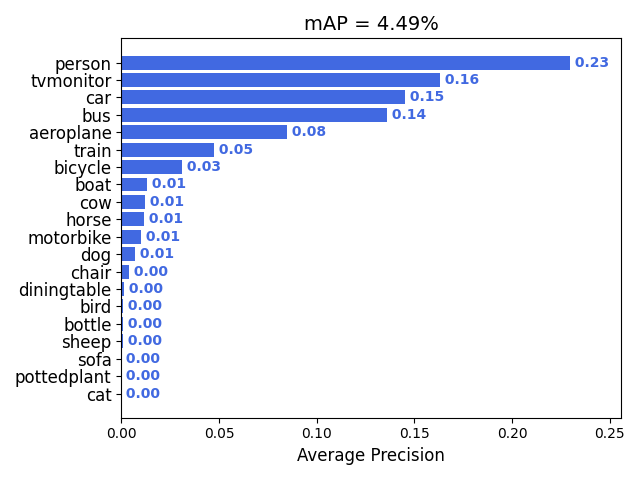 mAP = 4.49%
person 0.23
tvmonitor 0.16
car 0.15
bus 0.14
aeroplane 0.08
train 0.05
bicycle 0.03
boat 0.01
cow 0.01
horse 0.01
motorbike 0.01
dog 0.01
chair 0.00
diningtable 0.00
bird 0.00
bottle 0.00
sheep 0.00
sofa 0.00
pottedplant 0.00
cat 0.00
0.00 0.05 0.10 0.15 0.20 0.25
Average Precision